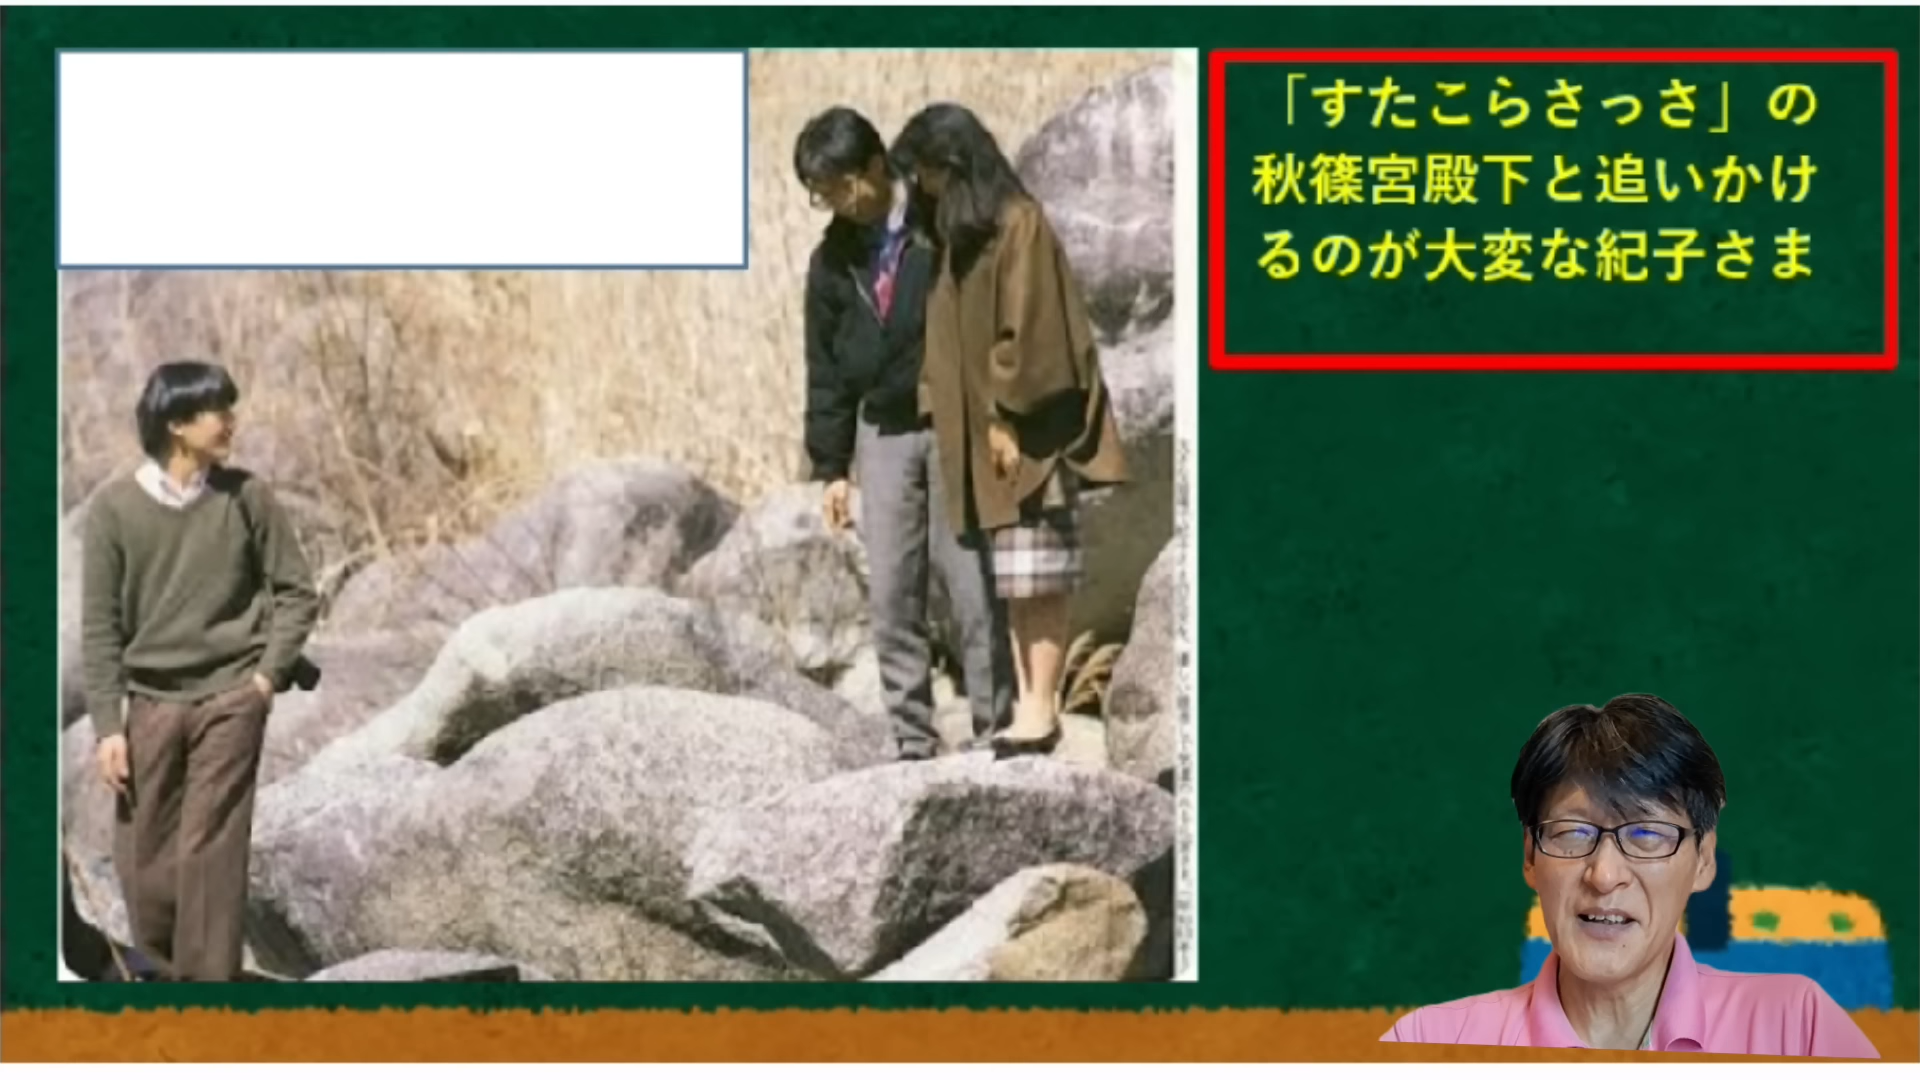 「すたこらさっさ」の
秋篠宮殿下と追いかけ
るのが大変な紀子さま